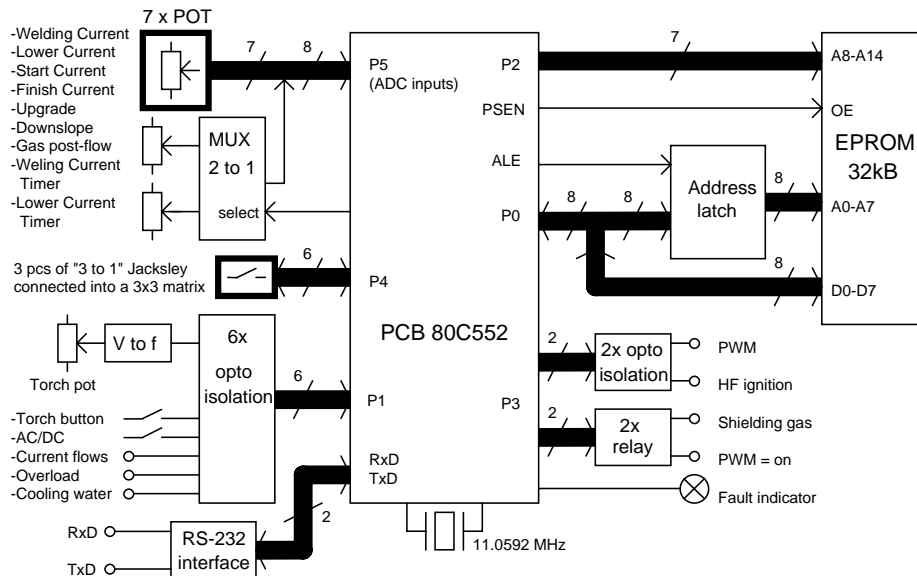 7 x POT
-Welding Current
-Lower Current
-Start Current
-Finish Current
-Upgrade
-Downslope
-Gas post-flow
-Weling Current
Timer
-Lower Current
Timer
7
8
MUX
2 to 1
select
3 pcs of "3 to 1" Jacksley
connected into a 3x3 matrix
6
V to f
Torch pot
6x
opto
isolation
6
-Torch button
-AC/DC
-Current flows
-Overload
-Cooling water
RxD
TxD
RS-232
interface
2
P5
(ADC inputs)
P4
P1
RxD
TxD
PCB 80C552
P2
PSEN
ALE
P0
P3
11.0592 MHz
7
8
8
Address
latch
8
8
A8-A14
OE
EPROM
32kB
A0-A7
D0-D7
2
2x opto
isolation
PWM
HF ignition
2
2x
relay
Shielding gas
PWM = on
Fault indicator